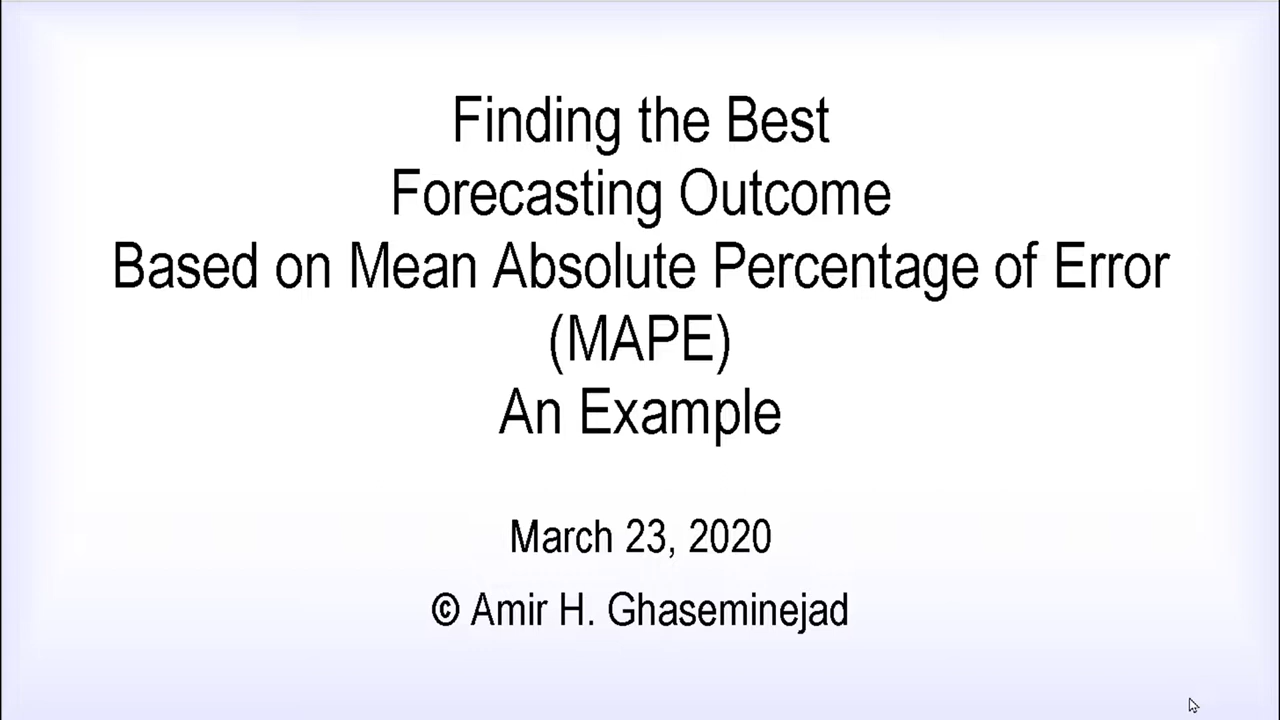 Finding the Best
Forecasting Outcome
Based on Mean Absolute Percentage of Error
(MAPE)
An Example
March 23, 2020
© Amir H. Ghaseminejad